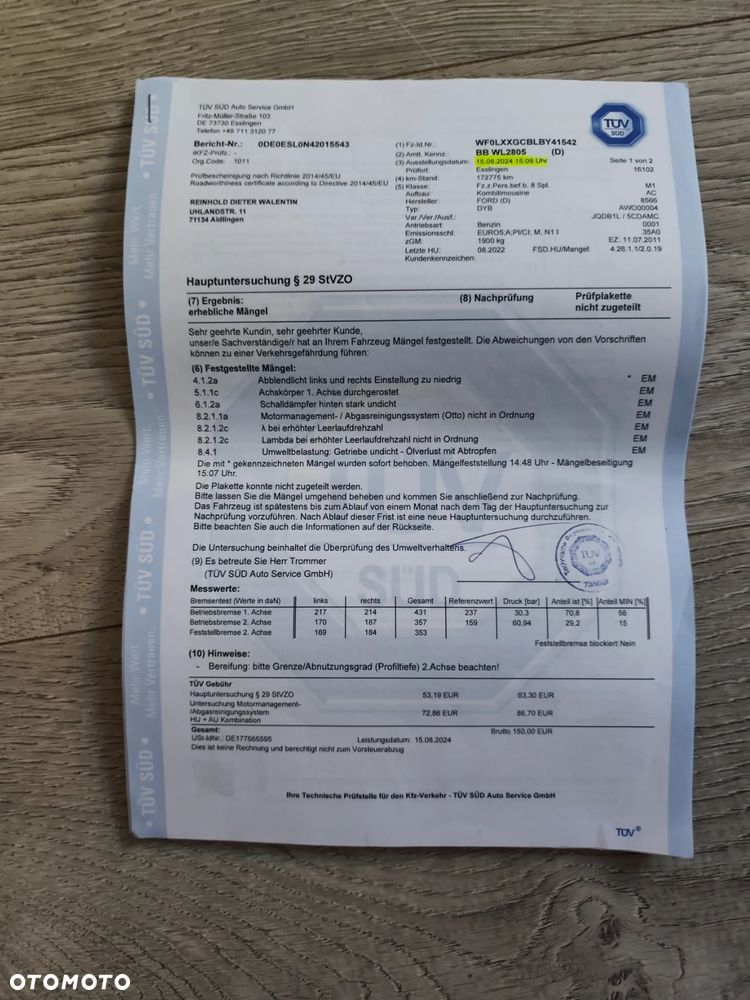 TÜV SÜD Auto Service GmbH
Fritz-Müller-Straße 103
DE 73730 Esslingen
Telefon +49 711 3120 77
TÜV
SÜD
Bericht-Nr.: 0DE0ESL0N42015543
iKFZ-Prüfz.: -
Org.Code: 1011
Prüfbescheinigung nach Richtlinie 2014/45/EU
Roadworthiness certificate according to Directive 2014/45/EU
REINHOLD DIETER WALENTIN
UHLANDSTR. 11
71134 Aidlingen
(1) Fz-Id.Nr.: WF0LXXGCBLBY41542
(2) Amtl. Kennz.: BB WL2805 (D)
(3) Ausstellungsdatum: 15.08.2024 15:09 Uhr Seite 1 von 2
Prüfort: Esslingen 16102
(4) km-Stand: 172775 km
(5) Klasse: Fz.z.Pers.bef.b. 8 Spl. M1
Aufbau: Kombilimousine AC
Hersteller: FORD (D) 8566
Typ: DYB AWO00004
Var./Ver./Ausf.: JQDB1L / 5CDAMC
Antriebsart: Benzin 0001
Emissionsschl.: EURO5;A;PI/CI; M, N1 I 35A0
zGM: 1900 kg EZ: 11.07.2011
Letzte HU: 08.2022 FSD.HU/Mangel: 4.26.1.1/2.0.19
Kundenkennzeichen:
Hauptuntersuchung § 29 StVZO
(7) Ergebnis: (8) Nachprüfung Prüfplakette
erhebliche Mängel nicht zugeteilt
Sehr geehrte Kundin, sehr geehrter Kunde,
unser/e Sachverständige/r hat an Ihrem Fahrzeug Mängel festgestellt. Die Abweichungen von den Vorschriften
können zu einer Verkehrsgefährdung führen:
(6) Festgestellte Mängel:
4.1.2a Abblendlicht links und rechts Einstellung zu niedrig * EM
5.1.1c Achskörper 1. Achse durchgerostet EM
6.1.2a Schalldämpfer hinten stark undicht EM
8.2.1.1a Motormanagement- / Abgasreinigungssystem (Otto) nicht in Ordnung EM
8.2.1.2c λ bei erhöhter Leerlaufdrehzahl EM
8.2.1.2c Lambda bei erhöhter Leerlaufdrehzahl nicht in Ordnung EM
8.4.1 Umweltbelastung: Getriebe undicht - Ölverlust mit Abtropfen EM
Die mit * gekennzeichneten Mängel wurden sofort behoben. Mängelfeststellung 14:48 Uhr - Mängelbeseitigung
15:07 Uhr.
Die Plakette konnte nicht zugeteilt werden.
Bitte lassen Sie die Mängel umgehend beheben und kommen Sie anschließend zur Nachprüfung.
Das Fahrzeug ist spätestens bis zum Ablauf von einem Monat nach dem Tag der Hauptuntersuchung zur
Nachprüfung vorzuführen. Nach Ablauf dieser Frist ist eine neue Hauptuntersuchung durchzuführen.
Bitte beachten Sie auch die Informationen auf der Rückseite.
Die Untersuchung beinhaltet die Überprüfung des Umweltverhaltens.
(9) Es betreute Sie Herr Trommer
(TÜV SÜD Auto Service GmbH)
TÜV
Messwerte:
Bremsentest (Werte in daN) links rechts Gesamt Referenzwert Druck [bar] Anteil ist [%] Anteil MIN [%]
Betriebsbremse 1. Achse 217 214 431 237 30,3 70,8 56
Betriebsbremse 2. Achse 170 187 357 159 60,94 29,2 15
Feststellbremse 2. Achse 169 184 353
Feststellbremse blockiert:Nein
(10) Hinweise:
- Bereifung: bitte Grenze/Abnutzungsgrad (Profiltiefe) 2.Achse beachten!
TÜV Gebühr
Hauptuntersuchung § 29 StVZO 53,19 EUR 63,30 EUR
Untersuchung Motormanagement-
/Abgasreinigungssystem 72,86 EUR 86,70 EUR
HU + AU Kombination
Gesamt: Brutto 150,00 EUR
USt-IdNr.: DE177565595 Leistungsdatum: 15.08.2024
Dies ist keine Rechnung und berechtigt nicht zum Vorsteuerabzug
Ihre Technische Prüfstelle für den Kfz-Verkehr - TÜV SÜD Auto Service GmbH
TÜV®
Mehr Wert.
Mehr Vertrauen.
TÜV SÜD
OTOMOTO